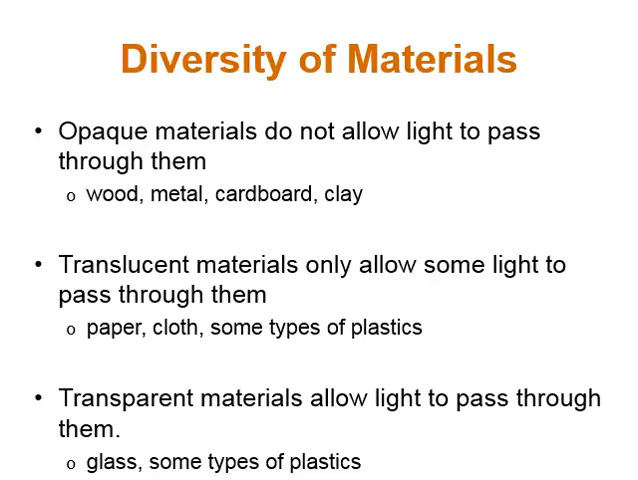 Diversity of Materials
• Opaque materials do not allow light to pass
through them
o wood, metal, cardboard, clay
• Translucent materials only allow some light to
pass through them
o paper, cloth, some types of plastics
• Transparent materials allow light to pass through
them.
o glass, some types of plastics